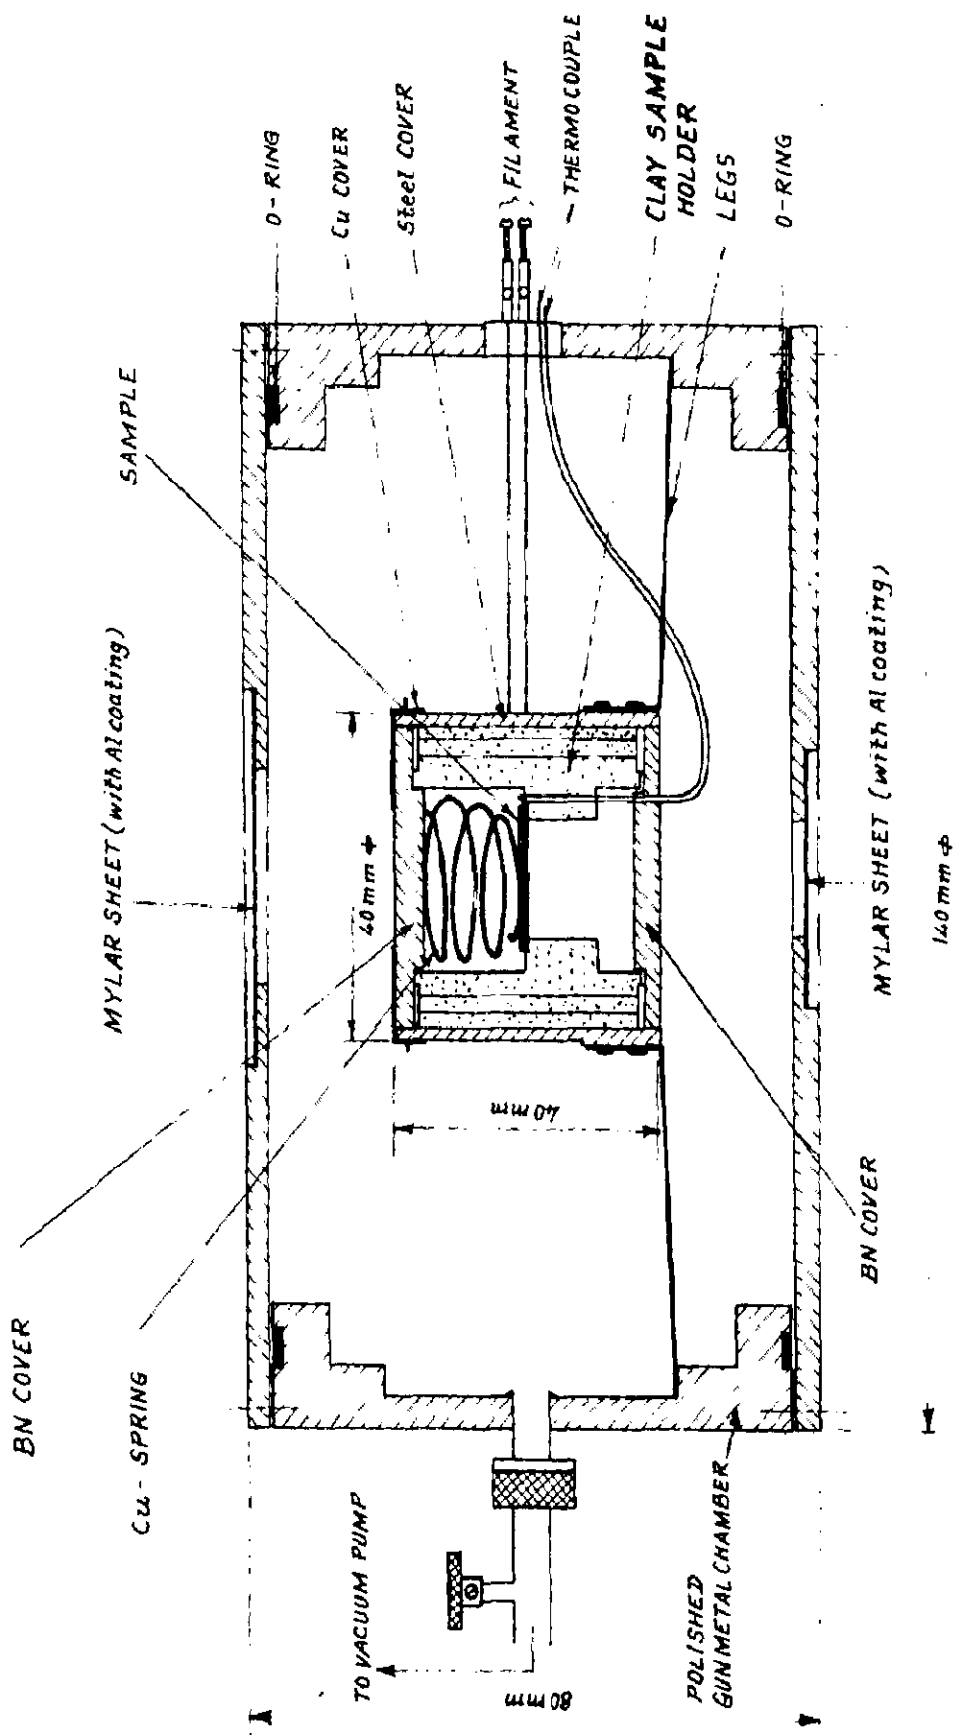 O-RING
Cu COVER
Steel COVER
FILAMENT
THERMOCOUPLE
CLAY SAMPLE
HOLDER
LEGS
O-RING
SAMPLE
MYLAR SHEET (with Al coating)
40 mm ϕ
MYLAR SHEET (with Al coating)
140 mm ϕ
40 mm
BN COVER
BN COVER
Cu- SPRING
TO VACUUM PUMP
POLISHED
GUNMETAL CHAMBER
80 mm